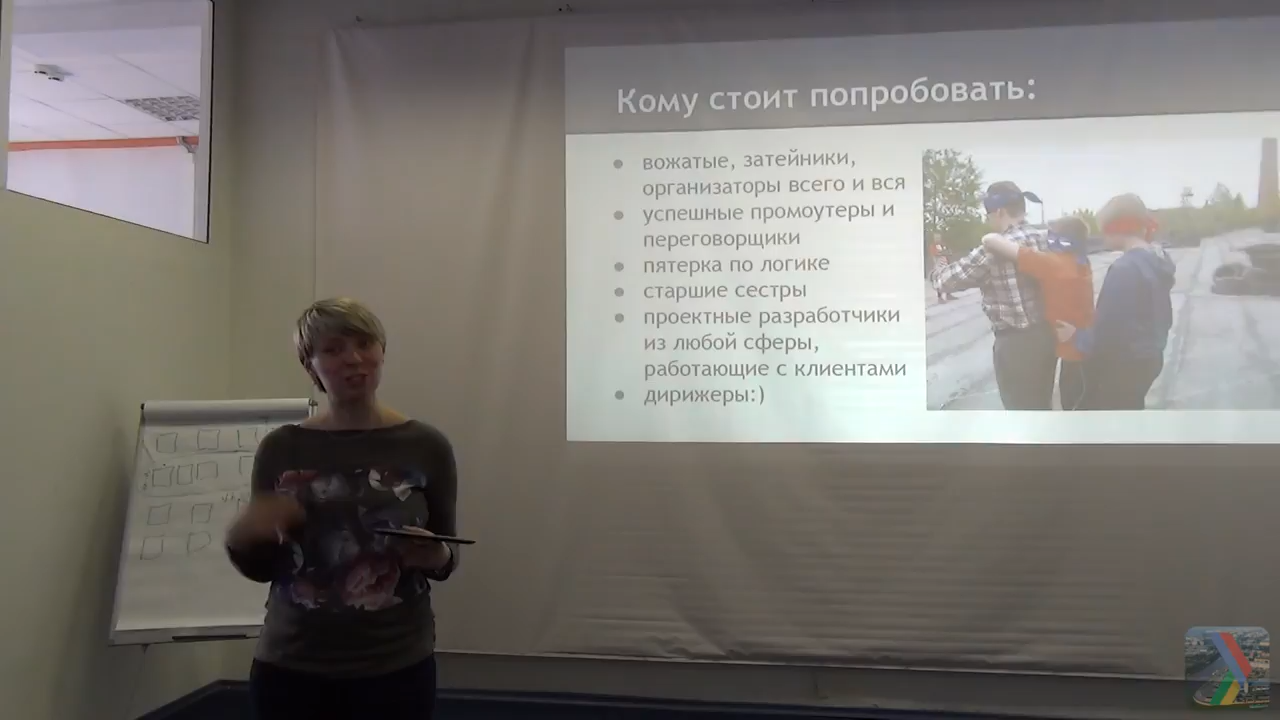 Кому стоит попробовать:
● вожатые, затейники,
организаторы всего и вся
● успешные промоутеры и
переговорщики
● пятерка по логике
● старшие сестры
● проектные разработчики
из любой сферы,
работающие с клиентами
● дирижеры:)